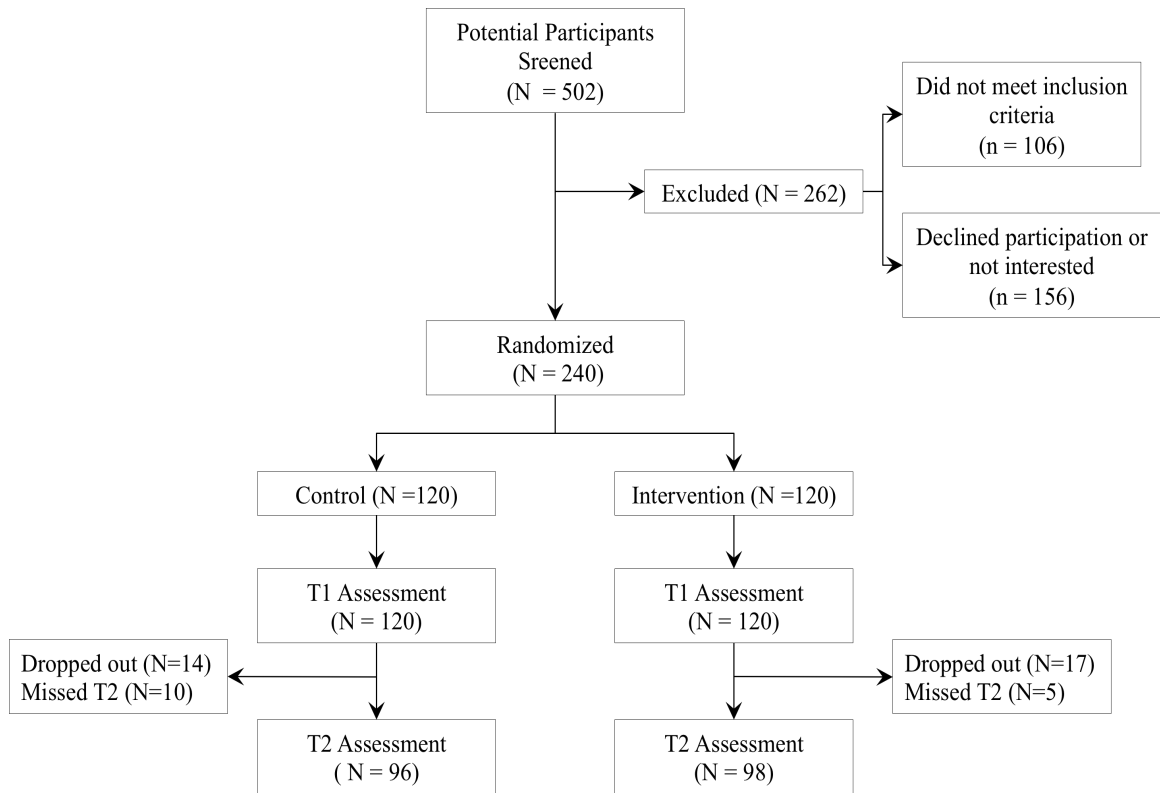 Potential Participants
Sreened
(N  = 502)
Did not meet inclusion
criteria
(n = 106)
Excluded (N = 262)
Declined participation or
not interested
(n = 156)
Randomized
(N = 240)
Control (N =120)
Intervention (N =120)
T1 Assessment
(N = 120)
T1 Assessment
(N = 120)
Dropped out (N=14)
Missed T2 (N=10)
Dropped out (N=17)
Missed T2 (N=5)
T2 Assessment
( N = 96)
T2 Assessment
(N = 98)